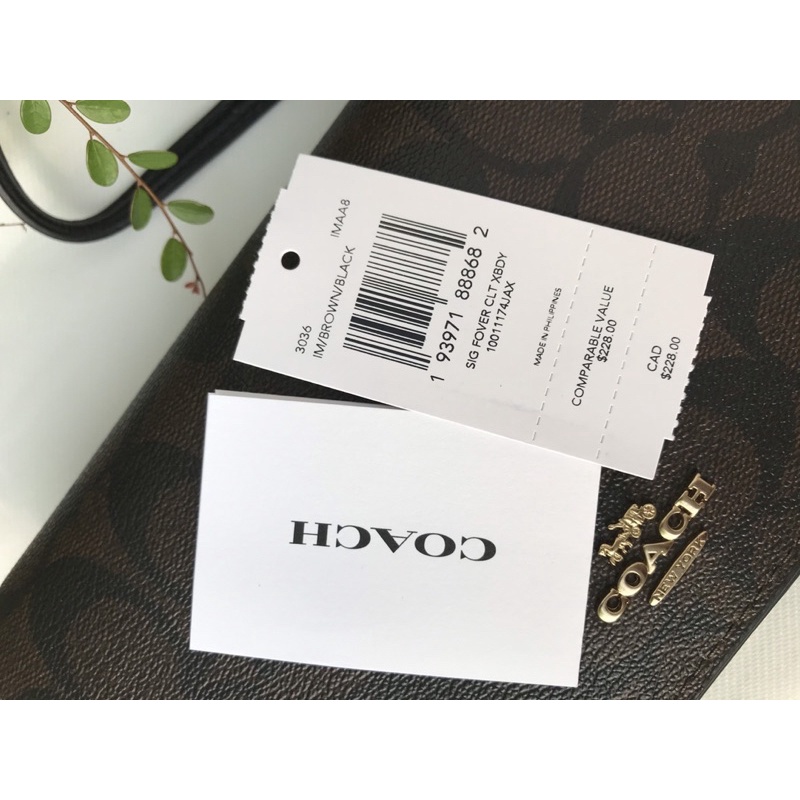 3036
IMAA8
IM/BROWN/BLACK
1 93971 88868 2
SIG FOVER CLT XBDY
10011174JAX
MADE IN PHILIPPINES
COMPARABLE VALUE
$228.00
CAD
$228.00
COACH
COACH
NEW YORK